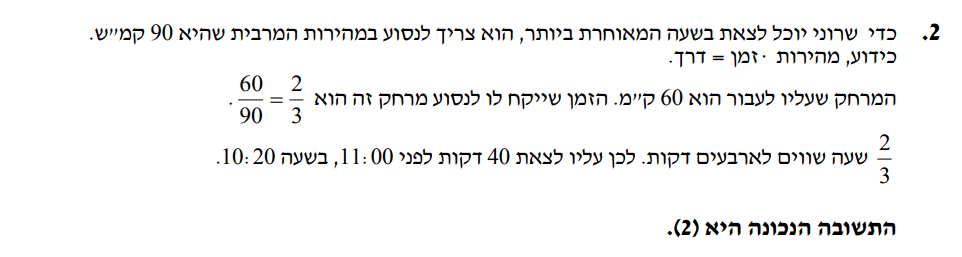 2. כדי שרוני יוכל לצאת בשעה המאוחרת ביותר, הוא צריך לנסוע במהירות המרבית שהיא 90 קמ״ש.
כידוע, מהירות · זמן = דרך.
המרחק שעליו לעבור הוא 60 ק״מ. הזמן שייקח לו לנסוע מרחק זה הוא 60/90 = 2/3.
2/3 שעה שווים לארבעים דקות. לכן עליו לצאת 40 דקות לפני 11:00, בשעה 10:20.
התשובה הנכונה היא (2).